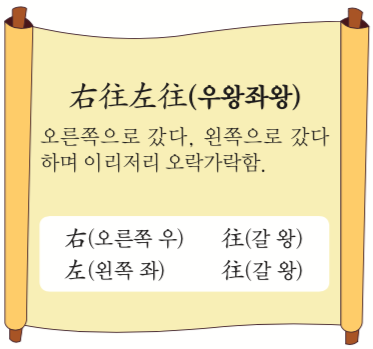 右往左往(우왕좌왕)
오른쪽으로 갔다, 왼쪽으로 갔다
하며 이리저리 오락가락함.
右(오른쪽 우) 往(갈 왕)
左(왼쪽 좌) 往(갈 왕)